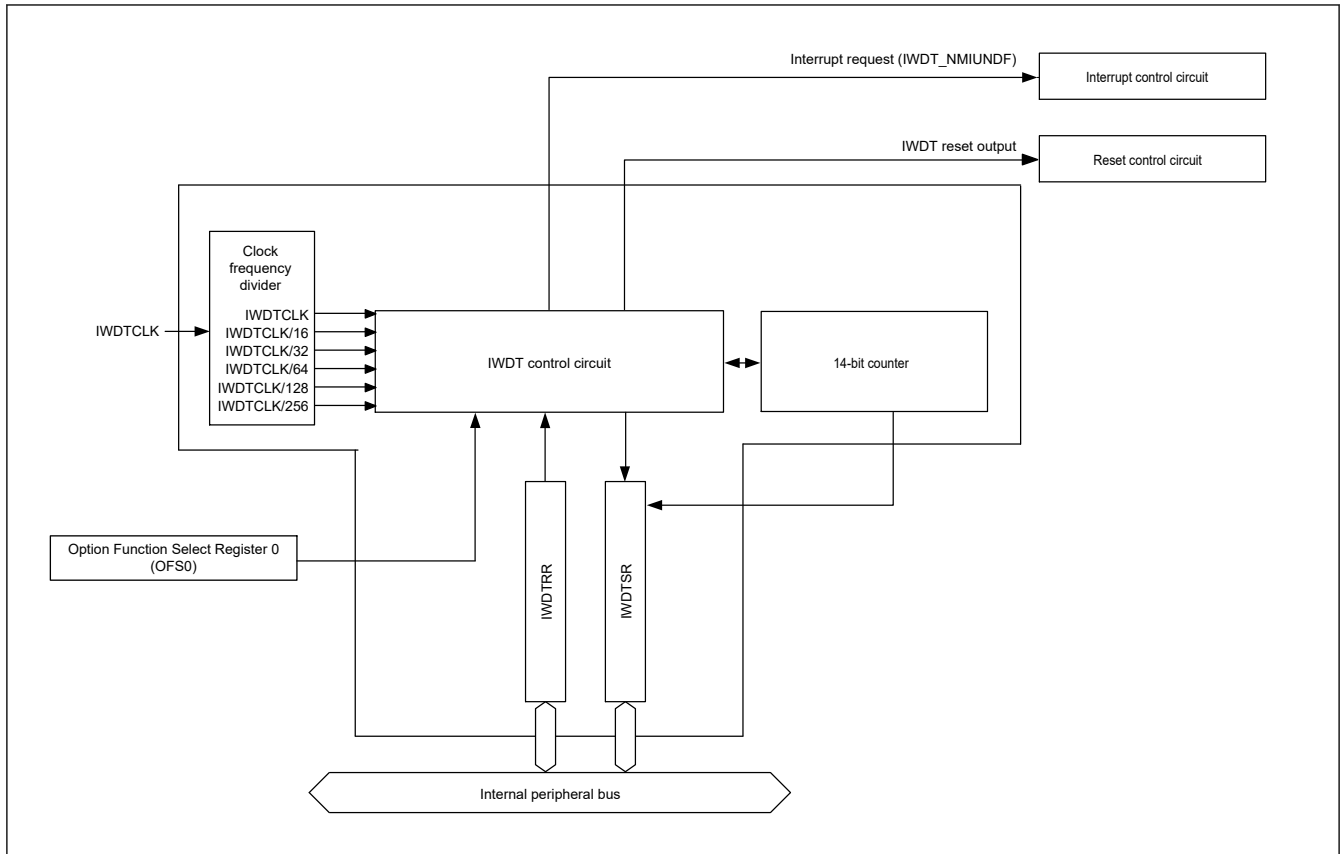 Interrupt request (IWDT_NMIUNDF)
Interrupt control circuit
IWDT reset output
Reset control circuit
Clock
frequency
divider
IWDTCLK
IWDTCLK
IWDTCLK/16
IWDTCLK/32
IWDTCLK/64
IWDTCLK/128
IWDTCLK/256
IWDT control circuit
14-bit counter
Option Function Select Register 0
(OFS0)
IWDTRR
IWDTSR
Internal peripheral bus